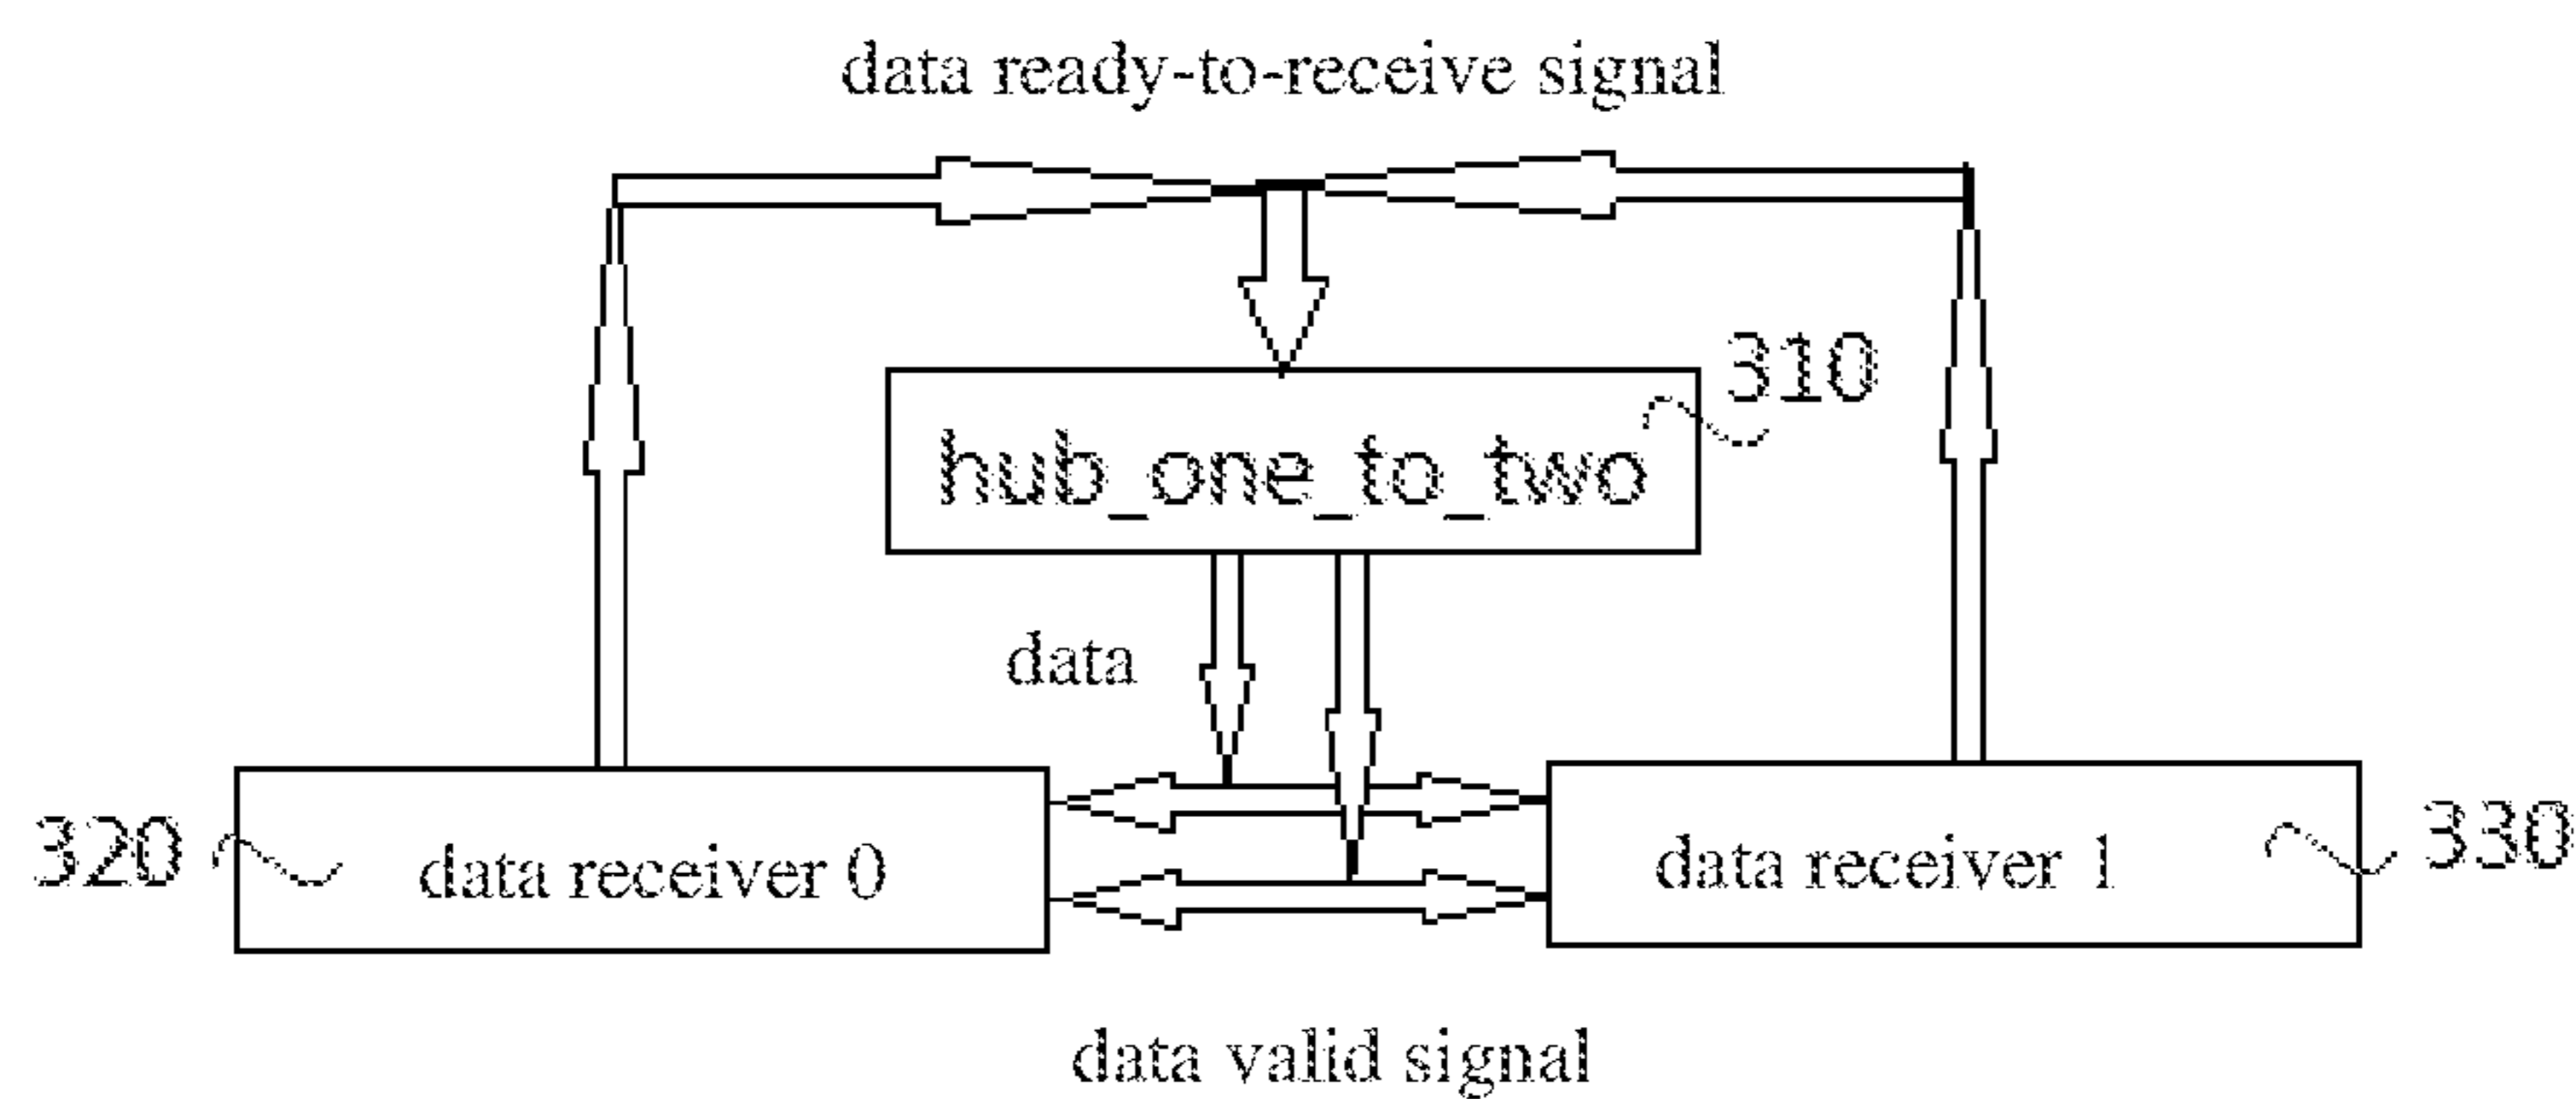 data ready-to-receive signal
310
hub_one_to_two
data
320
data receiver 0
data receiver 1
330
data valid signal